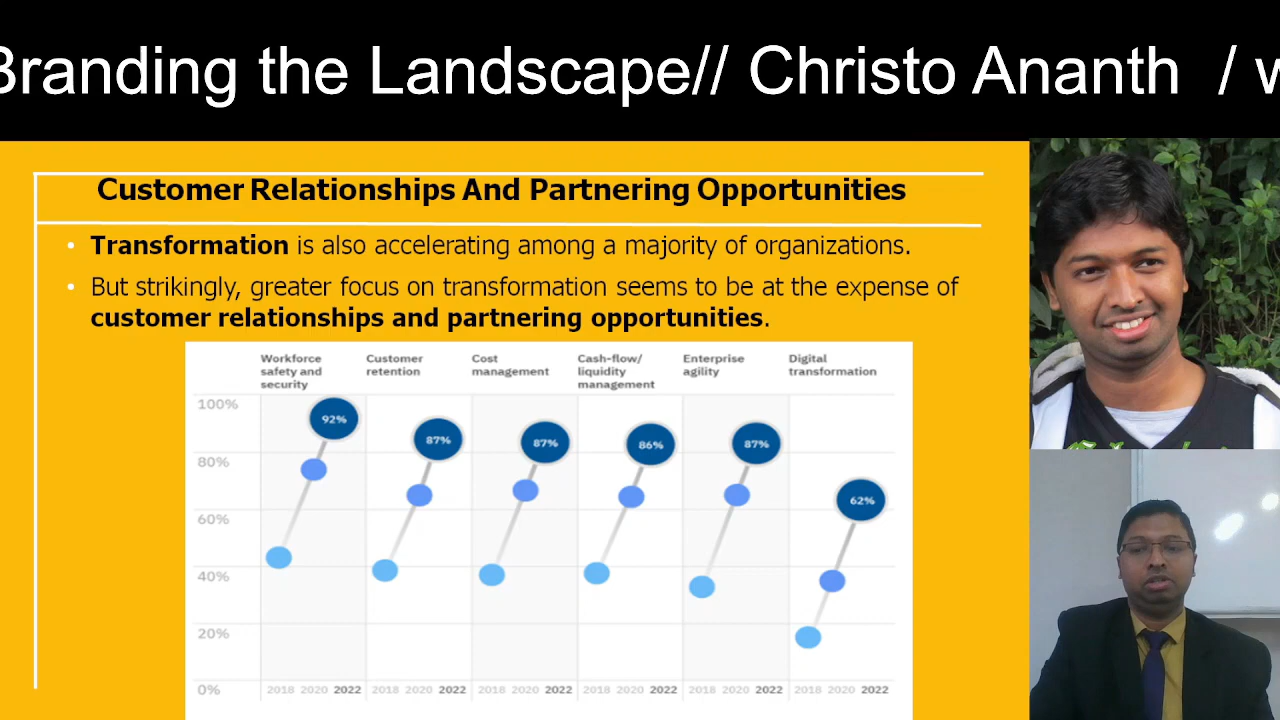 Branding the Landscape// Christo Ananth / w
Customer Relationships And Partnering Opportunities
• Transformation is also accelerating among a majority of organizations.
• But strikingly, greater focus on transformation seems to be at the expense of
customer relationships and partnering opportunities.
Workforce safety and security
Customer retention
Cost management
Cash-flow/ liquidity management
Enterprise agility
Digital transformation
100%
80%
60%
40%
20%
0%
92%
87%
87%
86%
87%
62%
2018 2020 2022 2018 2020 2022 2018 2020 2022 2018 2020 2022 2018 2020 2022 2018 2020 2022